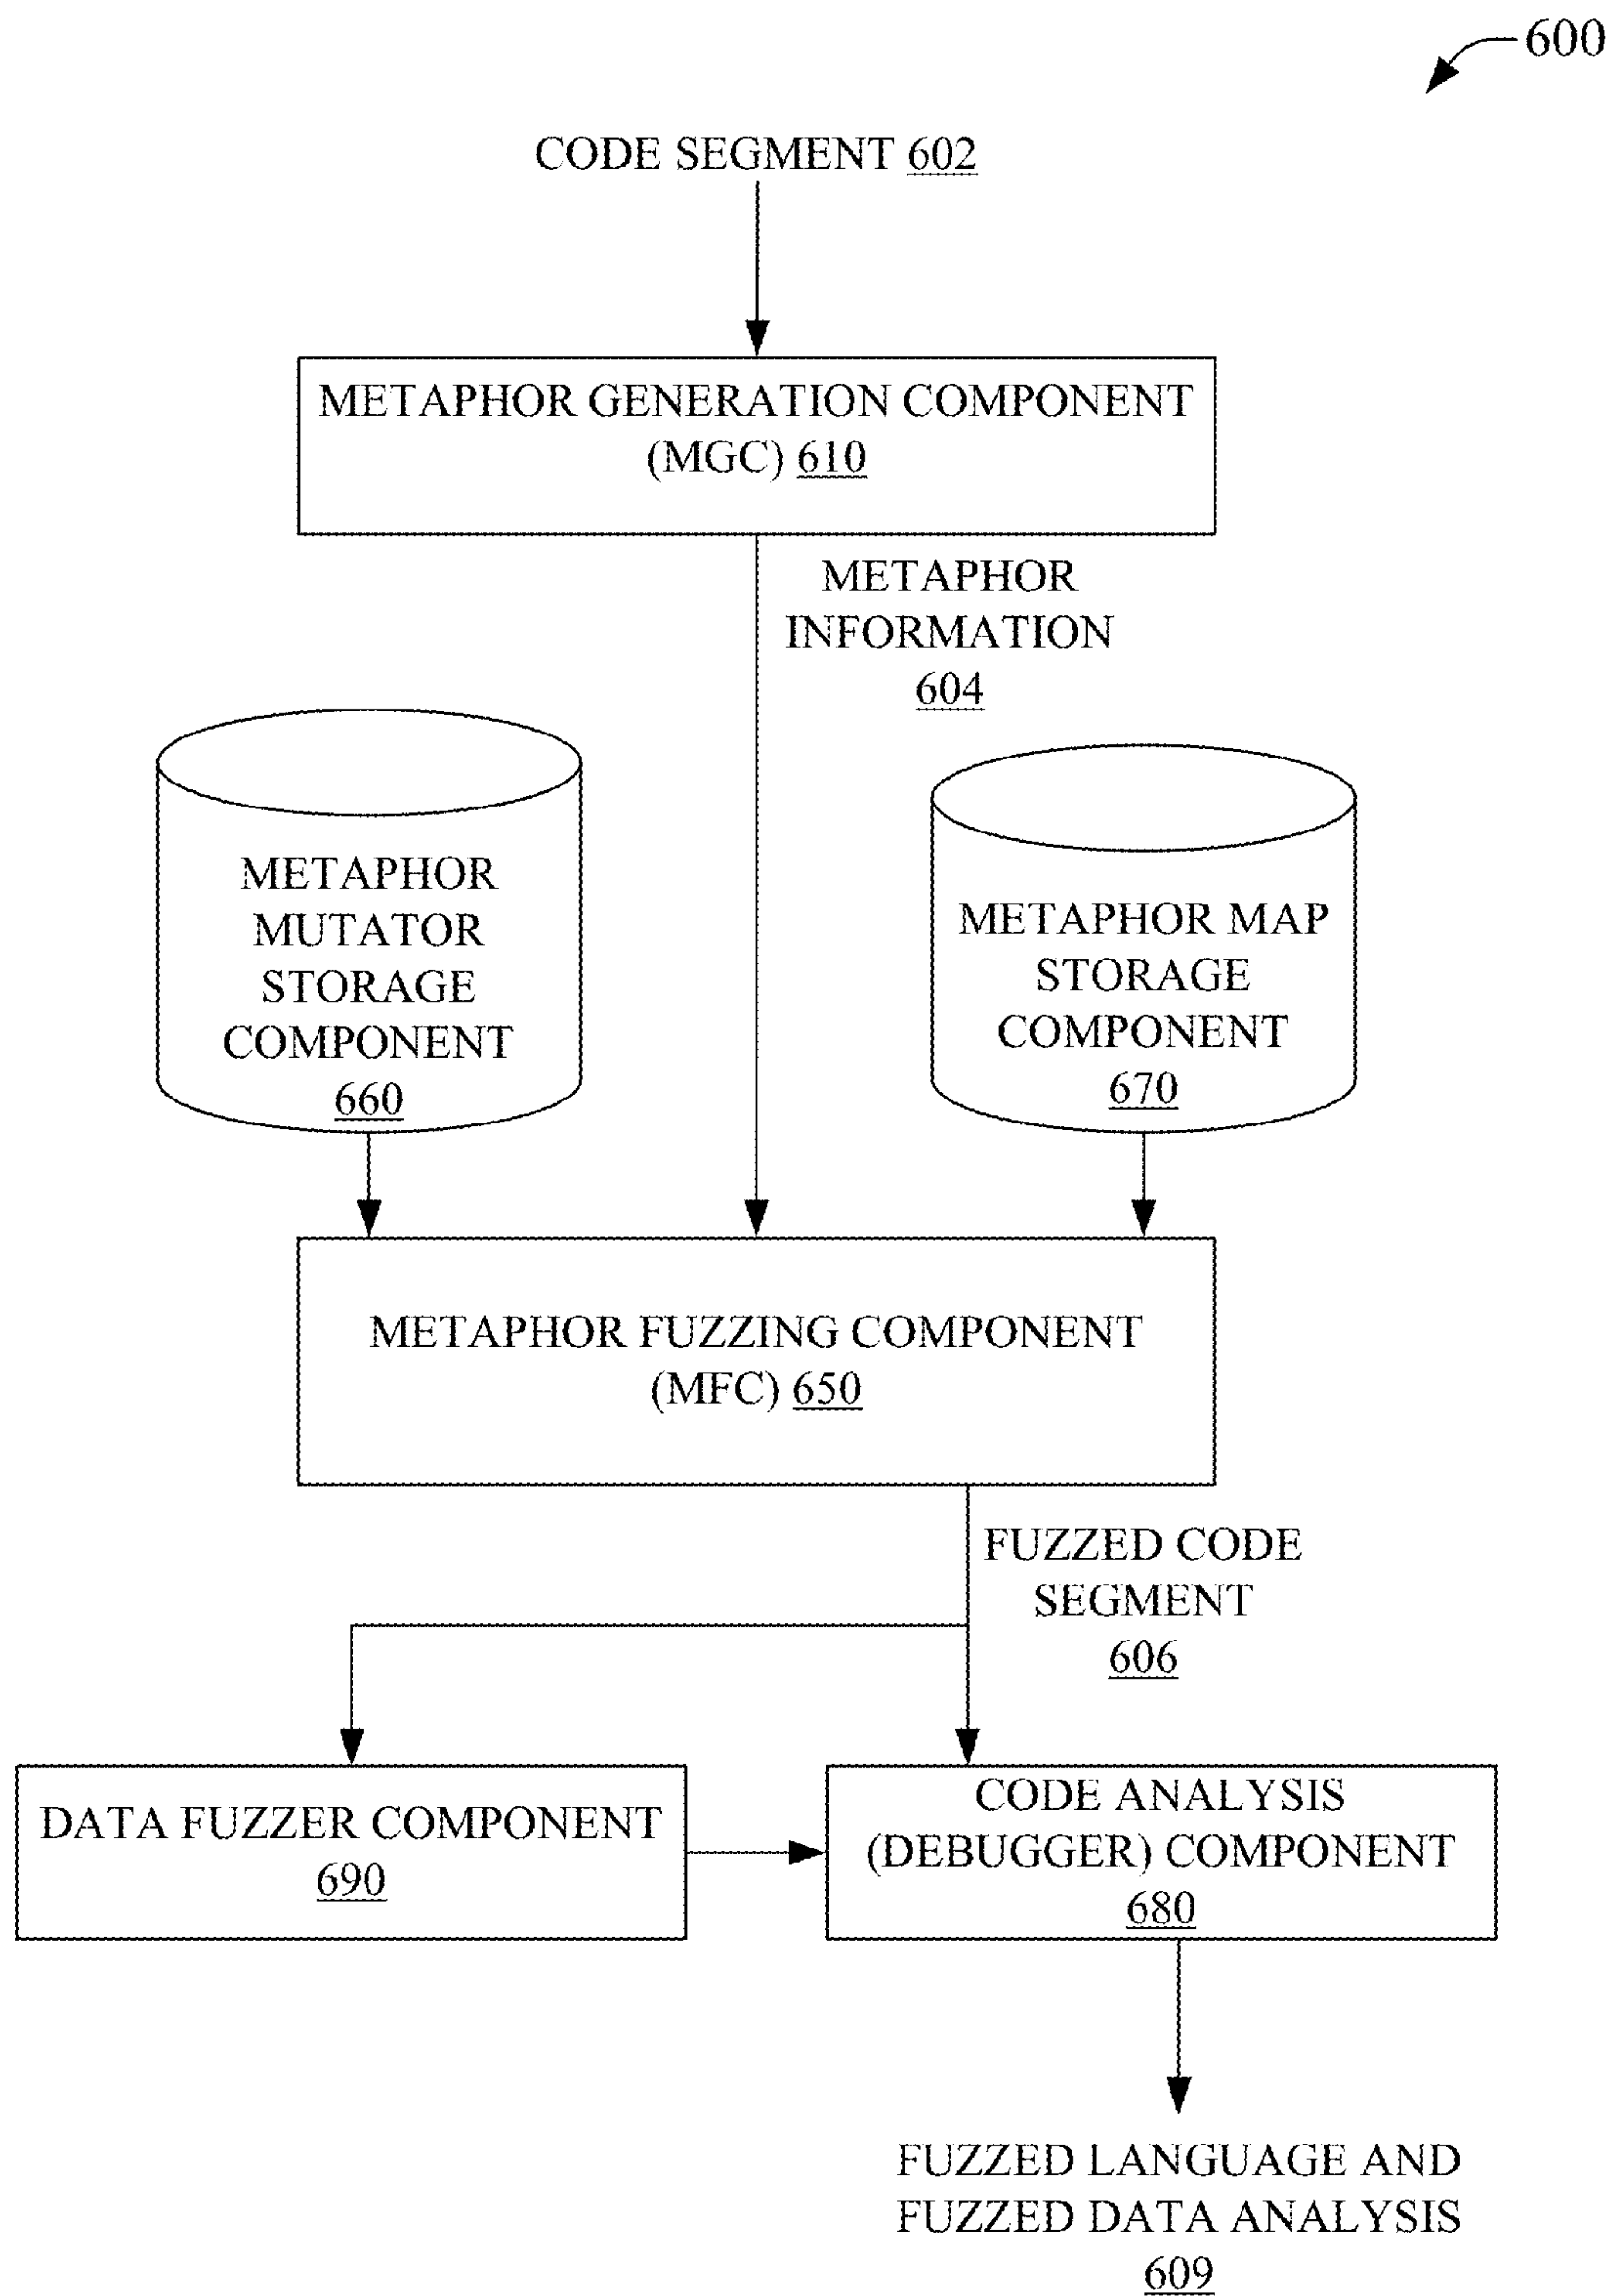 600
CODE SEGMENT 602
METAPHOR GENERATION COMPONENT
(MGC) 610
METAPHOR
INFORMATION
604
METAPHOR
MUTATOR
STORAGE
COMPONENT
660
METAPHOR MAP
STORAGE
COMPONENT
670
METAPHOR FUZZING COMPONENT
(MFC) 650
FUZZED CODE
SEGMENT
606
DATA FUZZER COMPONENT
690
CODE ANALYSIS
(DEBUGGER) COMPONENT
680
FUZZED LANGUAGE AND
FUZZED DATA ANALYSIS
609